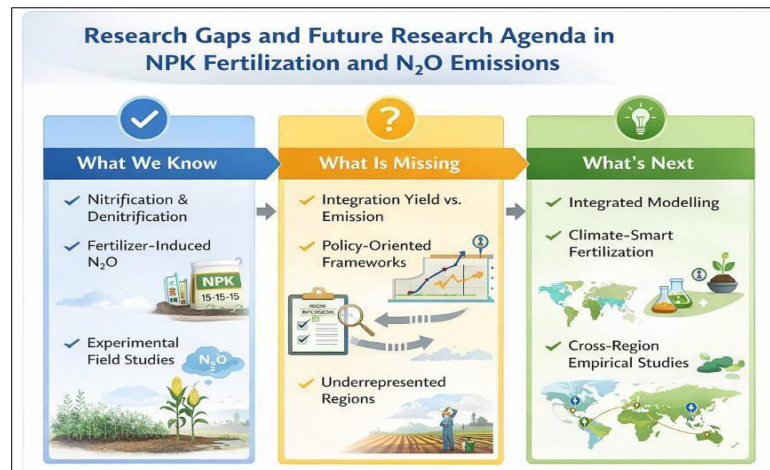 Research Gaps and Future Research Agenda in
NPK Fertilization and N₂O Emissions
What We Know
Nitrification &
Denitrification
Fertilizer-Induced
N₂O
NPK
15-15-15
Experimental
Field Studies
N₂O
What Is Missing
Integration Yield vs.
Emission
Policy-Oriented
Frameworks
Underrepresented
Regions
What's Next
Integrated Modelling
Climate-Smart
Fertilization
Cross-Region
Empirical Studies